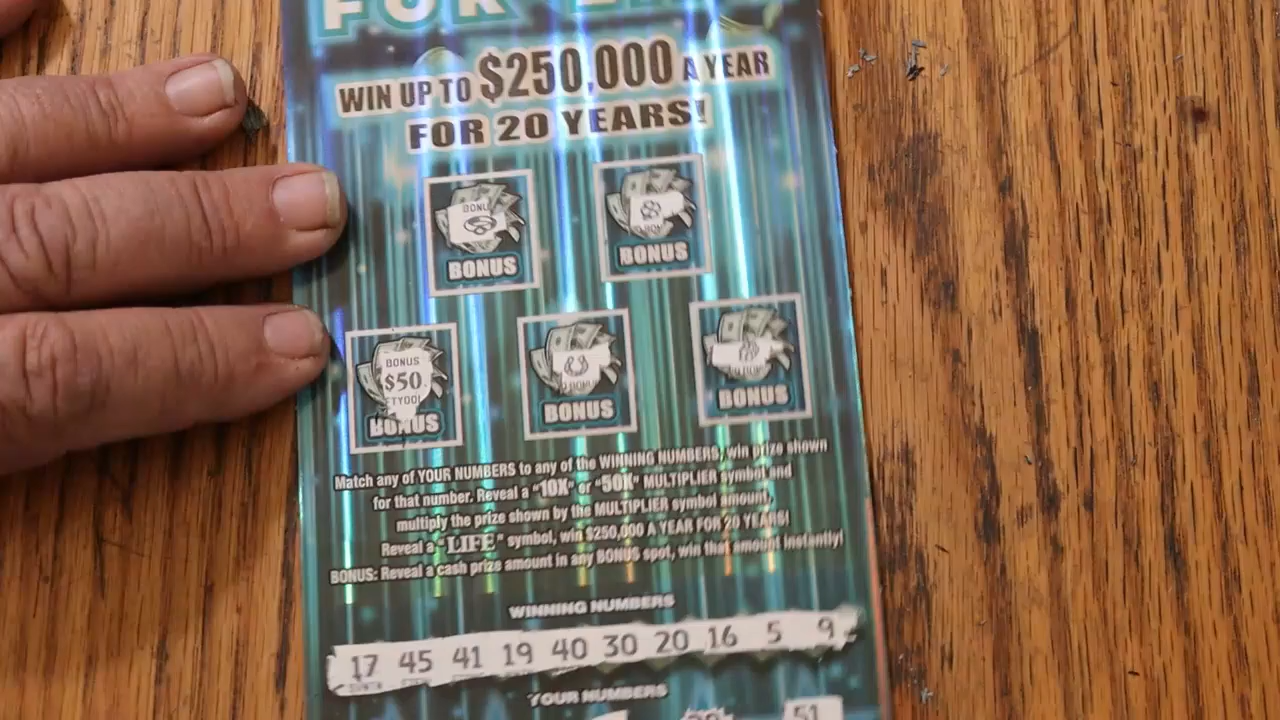 FOR
WIN UP TO $250,000 A YEAR
FOR 20 YEARS!
BONUS
BONUS
BONUS
$50
FTYDOL
BONUS
BONUS
BONUS
Match any of YOUR NUMBERS to any of the WINNING NUMBERS, win prize shown
for that number. Reveal a "10X" or "50X" MULTIPLIER symbol and
multiply the prize shown by the MULTIPLIER symbol amount.
Reveal a "LIFE" symbol, win $250,000 A YEAR FOR 20 YEARS!
BONUS: Reveal a cash prize amount in any BONUS spot, win that amount instantly!
WINNING NUMBERS
17 45 41 19 40 30 20 16 5 9
YOUR NUMBERS
51